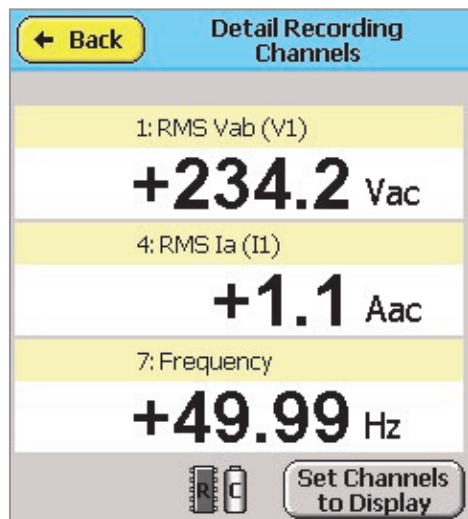 ← Back
Detail Recording
Channels
1: RMS Vab (V1)
+234.2 Vac
4: RMS Ia (I1)
+1.1 Aac
7: Frequency
+49.99 Hz
R C
Set Channels
to Display